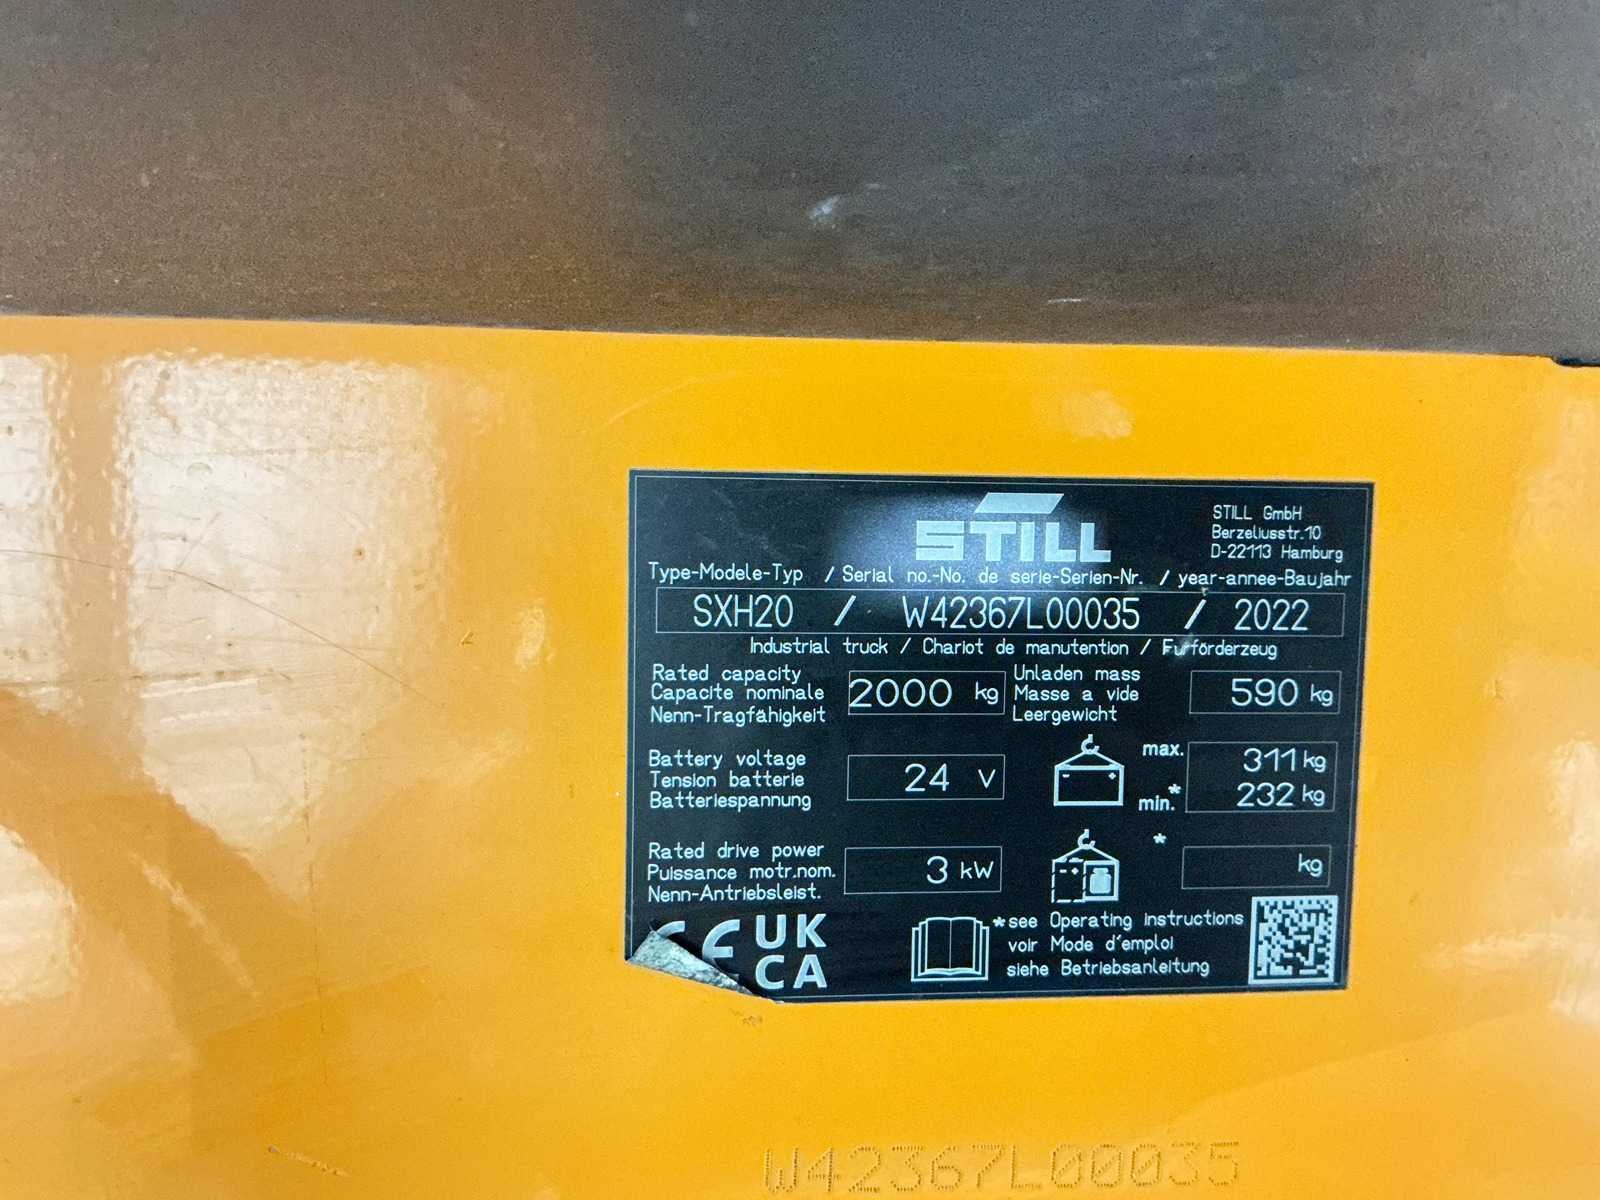 STILL
STILL GmbH
Berzeliusstr.10
D-22113 Hamburg
Type-Modele-Typ / Serial no.-No. de serie-Serien-Nr. / year-annee-Baujahr
SXH20 / W42367L00035 / 2022
Industrial truck / Chariot de manutention / Furförderzeug
Rated capacity
Capacite nominale
Nenn-Tragfähigkeit
2000 kg
Unladen mass
Masse a vide
Leergewicht
590 kg
Battery voltage
Tension batterie
Batteriespannung
24 V
max. 311 kg
min.* 232 kg
Rated drive power
Puissance motr.nom.
Nenn-Antriebsleist.
3 kW
* kg
CE UK
CA
*see Operating instructions
voir Mode d'emploi
siehe Betriebsanleitung
W42367L00035